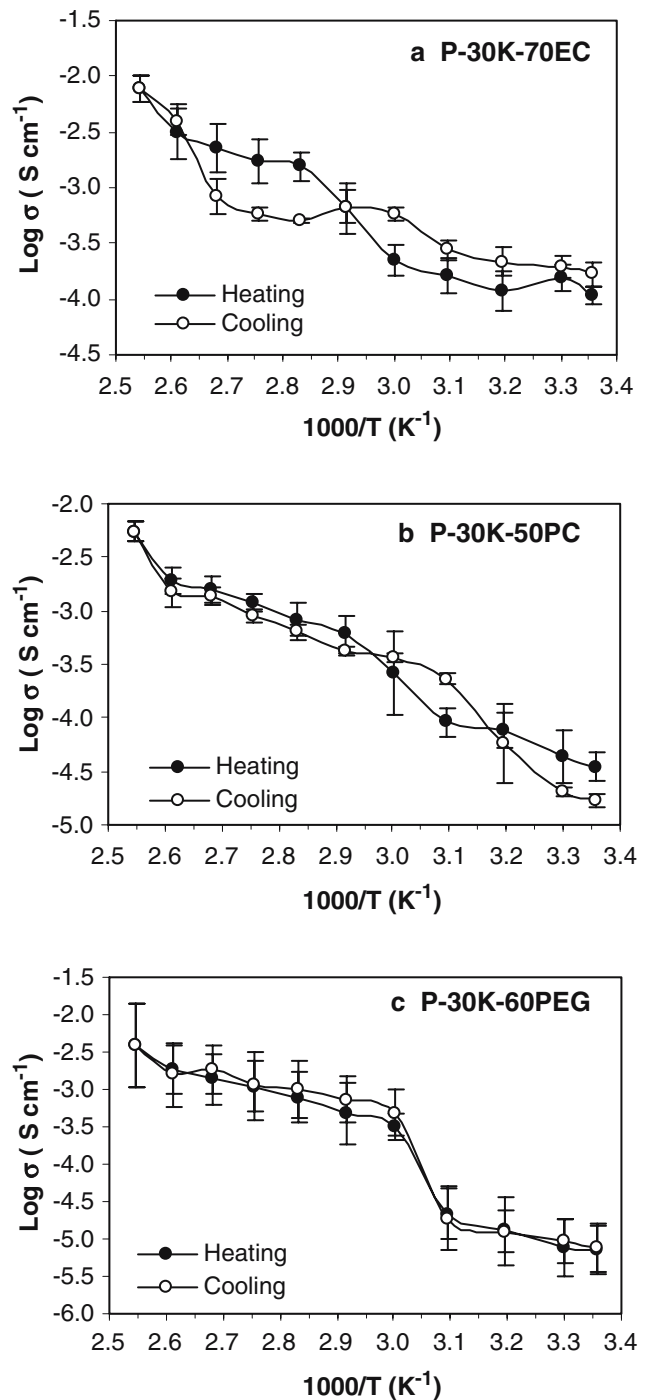 a P-30K-70EC
-1.5
-2.0
-2.5
-3.0
-3.5
-4.0
-4.5
Log σ ( S cm⁻¹)
Heating
Cooling
2.5 2.6 2.7 2.8 2.9 3.0 3.1 3.2 3.3 3.4
1000/T (K⁻¹)
b P-30K-50PC
-2.0
-2.5
-3.0
-3.5
-4.0
-4.5
-5.0
Log σ ( S cm⁻¹)
Heating
Cooling
2.5 2.6 2.7 2.8 2.9 3.0 3.1 3.2 3.3 3.4
1000/T (K⁻¹)
c P-30K-60PEG
-1.5
-2.0
-2.5
-3.0
-3.5
-4.0
-4.5
-5.0
-5.5
-6.0
Log σ ( S cm⁻¹)
Heating
Cooling
2.5 2.6 2.7 2.8 2.9 3.0 3.1 3.2 3.3 3.4
1000/T (K⁻¹)